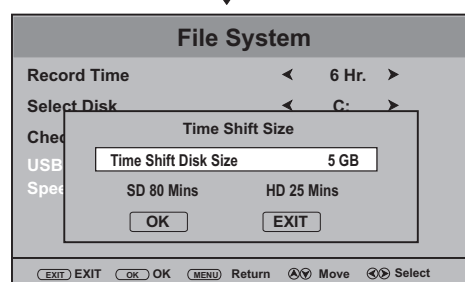 File System
Record Time 6 Hr.
Select Disk C:
Time Shift Size
Time Shift Disk Size 5 GB
USB
SD 80 Mins HD 25 Mins
OK EXIT
EXIT EXIT OK OK MENU Return Move Select